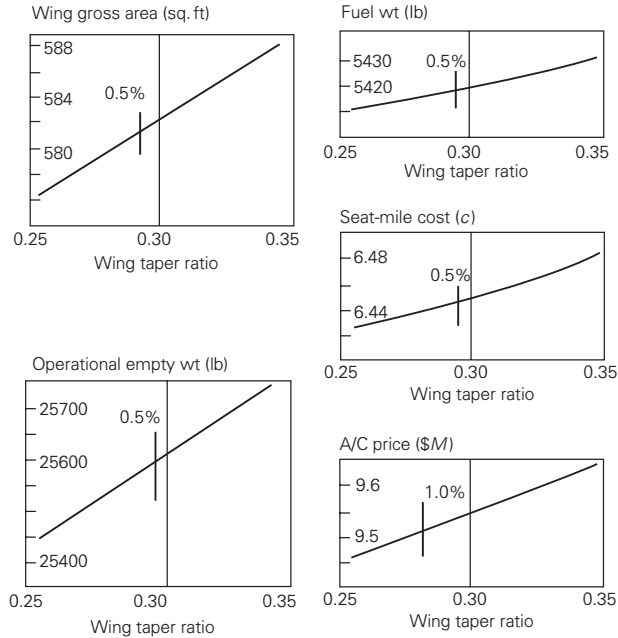 Wing gross area (sq. ft)
588
584
0.5%
580
0.25 0.30 0.35
Wing taper ratio
Operational empty wt (lb)
25700
0.5%
25600
25400
0.25 0.30 0.35
Wing taper ratio
Fuel wt (lb)
5430
0.5%
5420
0.25 0.30 0.35
Wing taper ratio
Seat-mile cost (c)
6.48
0.5%
6.44
0.25 0.30 0.35
Wing taper ratio
A/C price ($M)
9.6
1.0%
9.5
0.25 0.30 0.35
Wing taper ratio